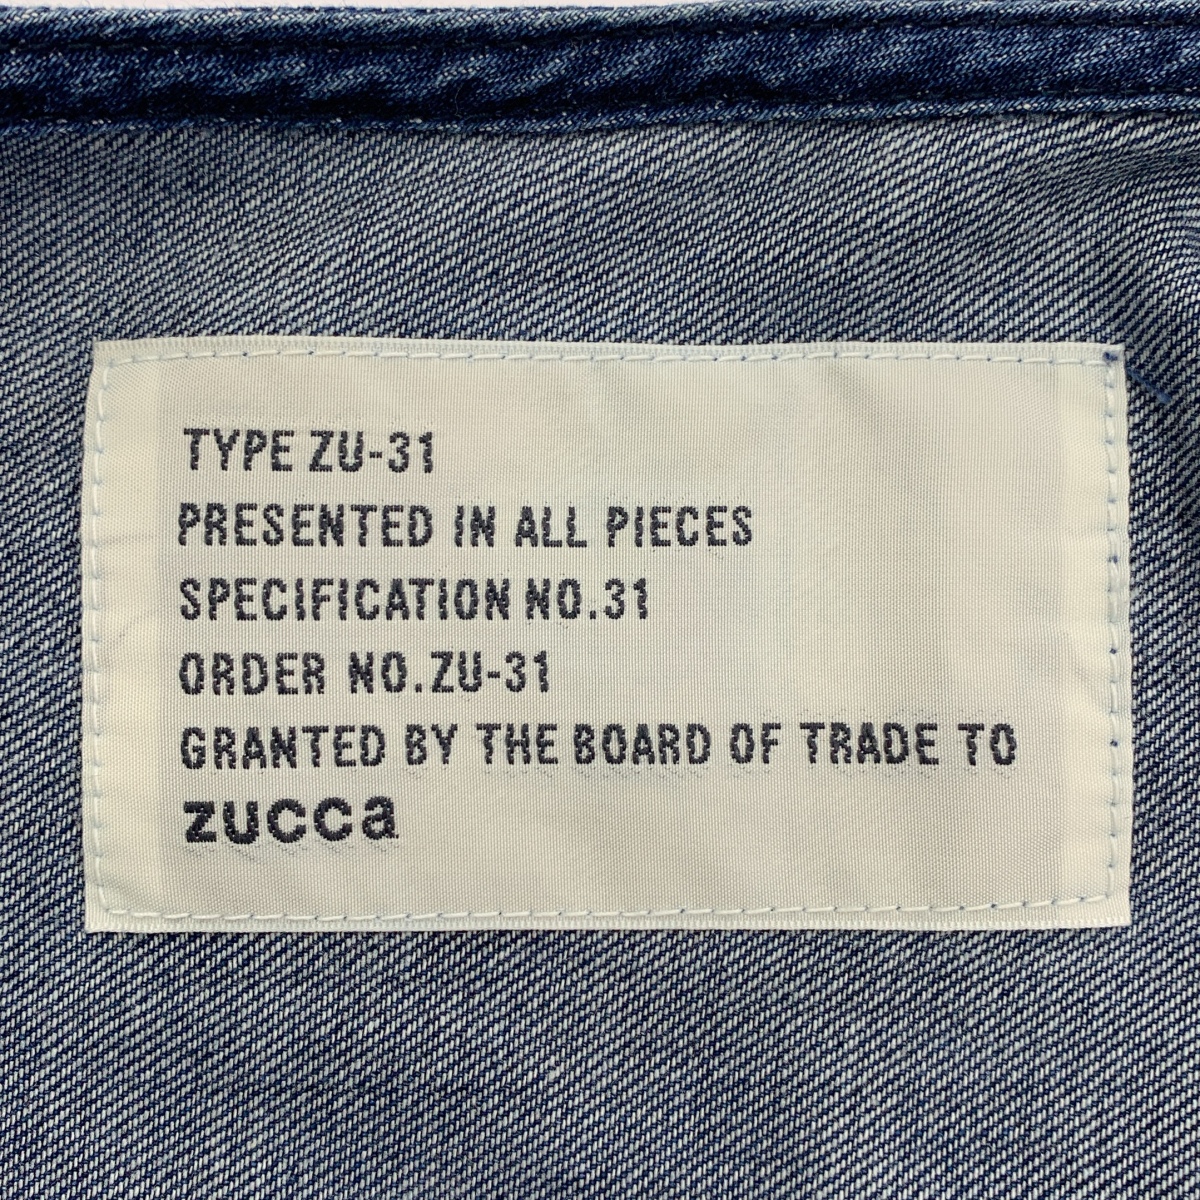 TYPE ZU-31
PRESENTED IN ALL PIECES
SPECIFICATION NO.31
ORDER NO.ZU-31
GRANTED BY THE BOARD OF TRADE TO
zucca